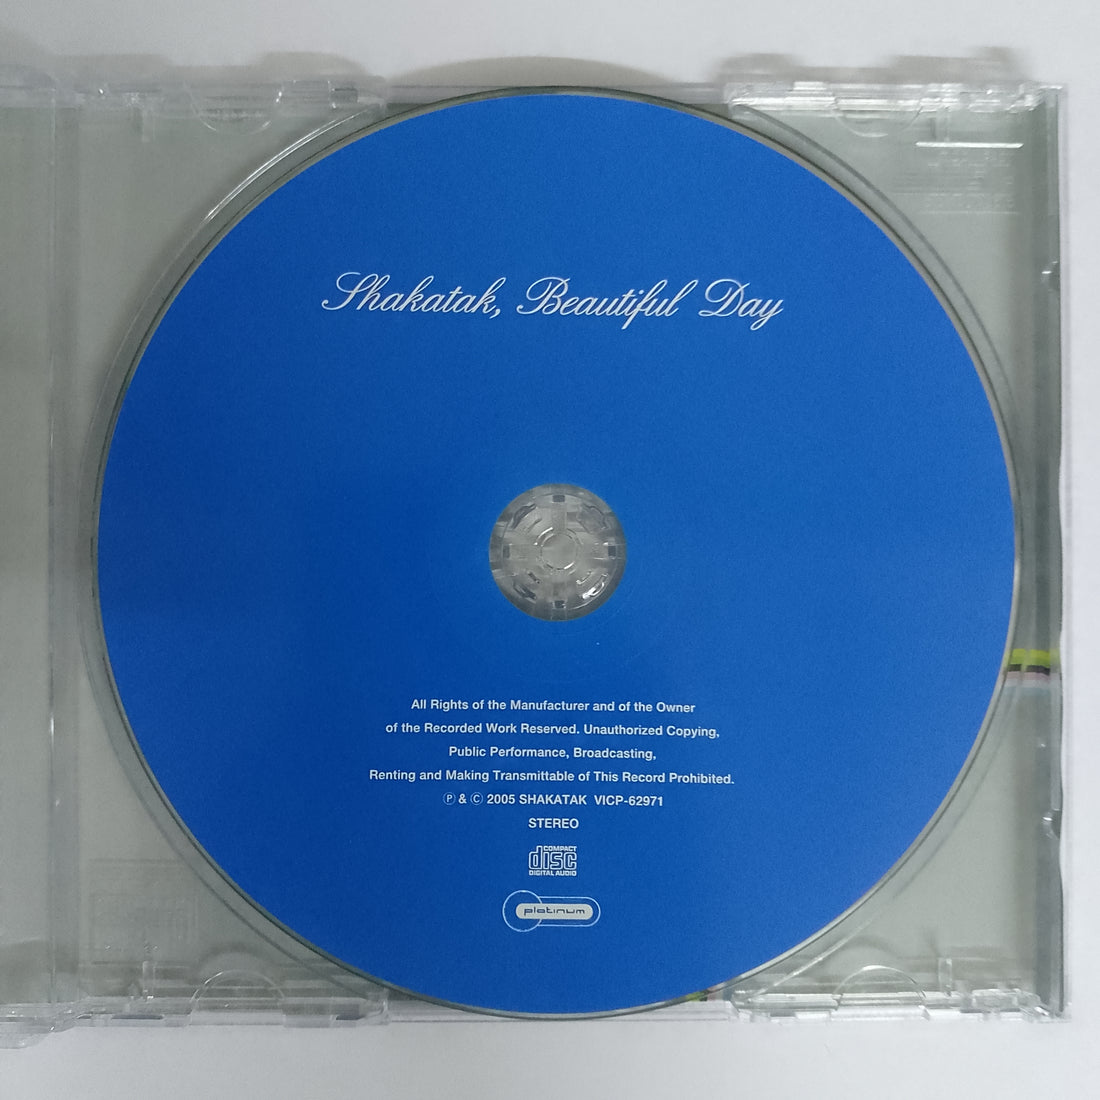 Shakatak, Beautiful Day
All Rights of the Manufacturer and of the Owner
of the Recorded Work Reserved. Unauthorized Copying,
Public Performance, Broadcasting,
Renting and Making Transmittable of This Record Prohibited.
Ⓟ & Ⓒ 2005 SHAKATAK VICP-62971
STEREO
COMPACT
disc
DIGITAL AUDIO
platinum